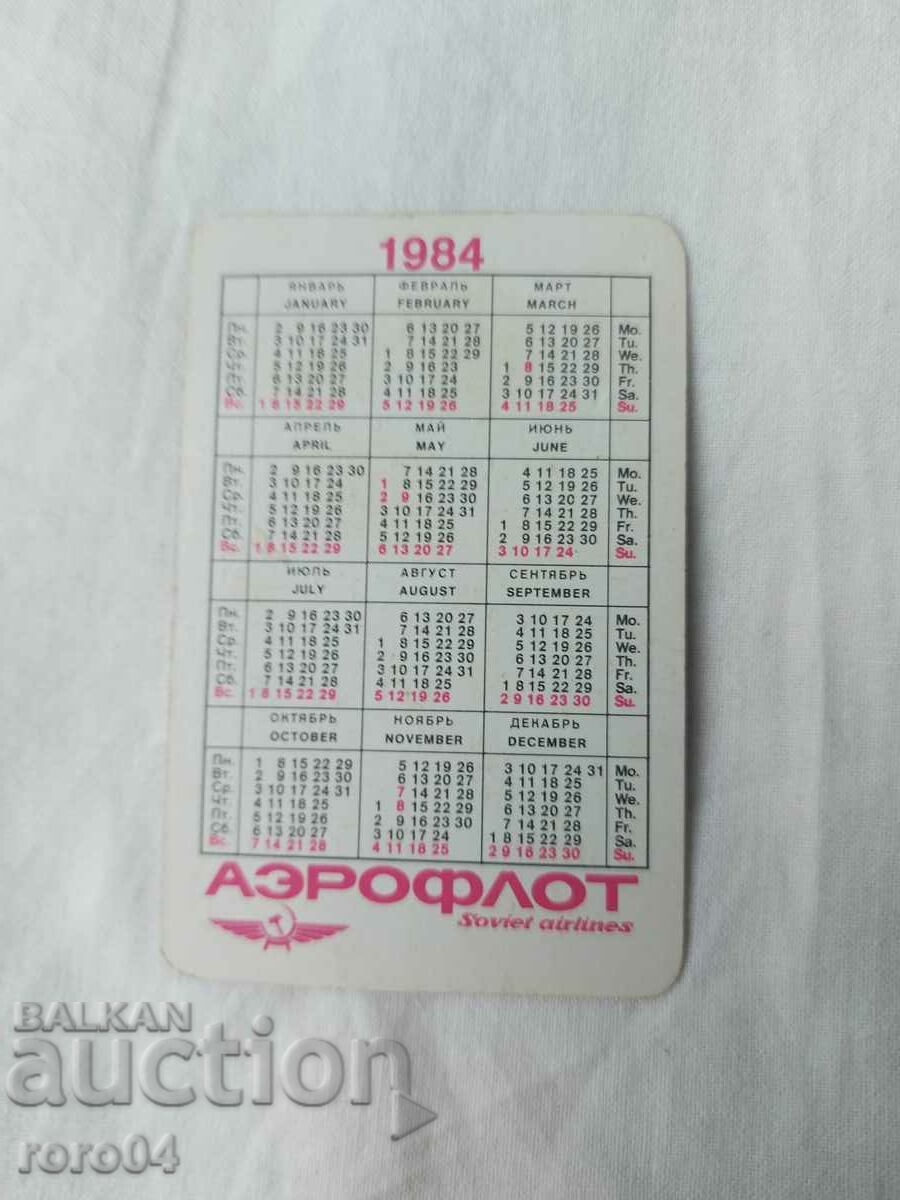 1984
ЯНВАРЬ ФЕВРАЛЬ МАРТ
JANUARY FEBRUARY MARCH
Пн. 2 9 16 23 30 6 13 20 27 5 12 19 26 Mo.
Вт. 3 10 17 24 31 7 14 21 28 6 13 20 27 Tu.
Ср. 4 11 18 25 1 8 15 22 29 7 14 21 28 We.
Чт. 5 12 19 26 2 9 16 23 1 8 15 22 29 Th.
Пт. 6 13 20 27 3 10 17 24 2 9 16 23 30 Fr.
Сб. 7 14 21 28 4 11 18 25 3 10 17 24 31 Sa.
Вс. 1 8 15 22 29 5 12 19 26 4 11 18 25 Su.
АПРЕЛЬ МАЙ ИЮНЬ
APRIL MAY JUNE
Пн. 2 9 16 23 30 7 14 21 28 4 11 18 25 Mo.
Вт. 3 10 17 24 1 8 15 22 29 5 12 19 26 Tu.
Ср. 4 11 18 25 2 9 16 23 30 6 13 20 27 We.
Чт. 5 12 19 26 3 10 17 24 31 7 14 21 28 Th.
Пт. 6 13 20 27 4 11 18 25 1 8 15 22 29 Fr.
Сб. 7 14 21 28 5 12 19 26 2 9 16 23 30 Sa.
Вс. 1 8 15 22 29 6 13 20 27 3 10 17 24 Su.
ИЮЛЬ АВГУСТ СЕНТЯБРЬ
JULY AUGUST SEPTEMBER
Пн. 2 9 16 23 30 6 13 20 27 3 10 17 24 Mo.
Вт. 3 10 17 24 31 7 14 21 28 4 11 18 25 Tu.
Ср. 4 11 18 25 1 8 15 22 29 5 12 19 26 We.
Чт. 5 12 19 26 2 9 16 23 30 6 13 20 27 Th.
Пт. 6 13 20 27 3 10 17 24 31 7 14 21 28 Fr.
Сб. 7 14 21 28 4 11 18 25 1 8 15 22 29 Sa.
Вс. 1 8 15 22 29 5 12 19 26 2 9 16 23 30 Su.
ОКТЯБРЬ НОЯБРЬ ДЕКАБРЬ
OCTOBER NOVEMBER DECEMBER
Пн. 1 8 15 22 29 5 12 19 26 3 10 17 24 31 Mo.
Вт. 2 9 16 23 30 6 13 20 27 4 11 18 25 Tu.
Ср. 3 10 17 24 31 7 14 21 28 5 12 19 26 We.
Чт. 4 11 18 25 1 8 15 22 29 6 13 20 27 Th.
Пт. 5 12 19 26 2 9 16 23 30 7 14 21 28 Fr.
Сб. 6 13 20 27 3 10 17 24 1 8 15 22 29 Sa.
Вс. 7 14 21 28 4 11 18 25 2 9 16 23 30 Su.
АЭРОФЛОТ
Soviet airlines
BALKAN
auction
roro04